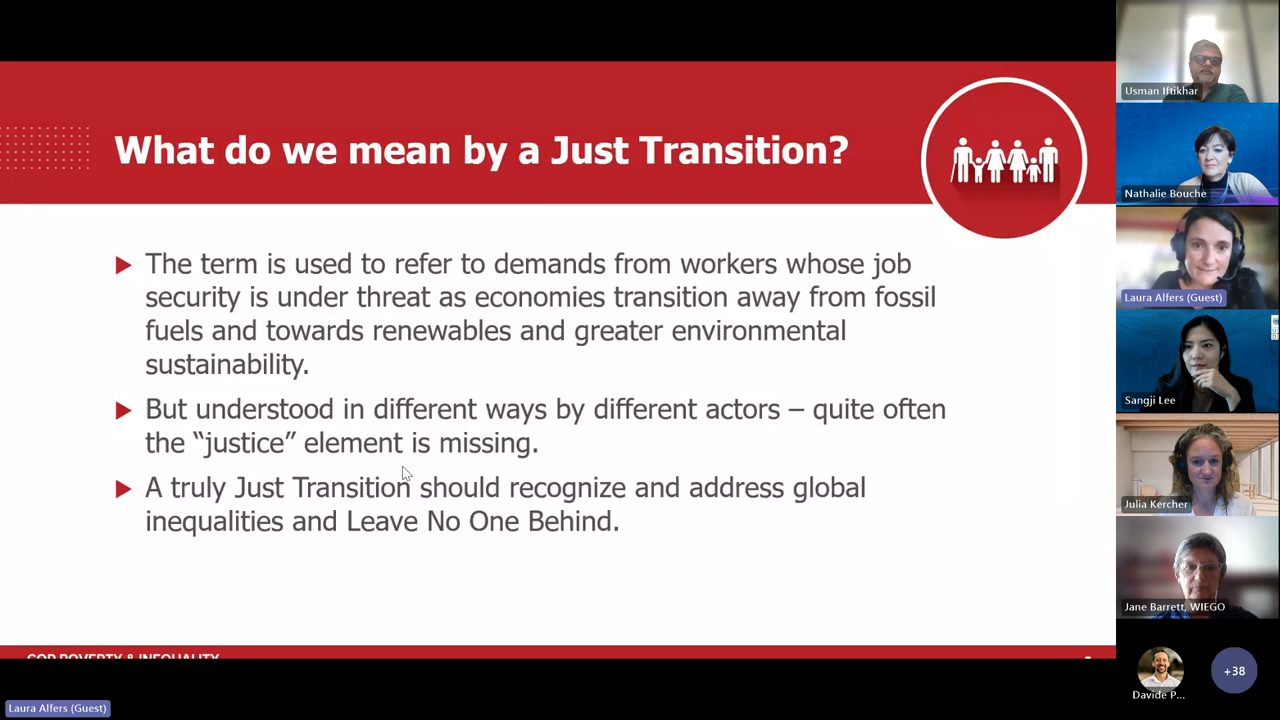 What do we mean by a Just Transition?
The term is used to refer to demands from workers whose job
security is under threat as economies transition away from fossil
fuels and towards renewables and greater environmental
sustainability.
But understood in different ways by different actors – quite often
the “justice” element is missing.
A truly Just Transition should recognize and address global
inequalities and Leave No One Behind.
COP POVERTY & INEQUALITY
Laura Alfers (Guest)
Usman Iftikhar
Nathalie Bouche
Laura Alfers (Guest)
Sangji Lee
Julia Kercher
Jane Barrett, WIEGO
Davide P...
+38